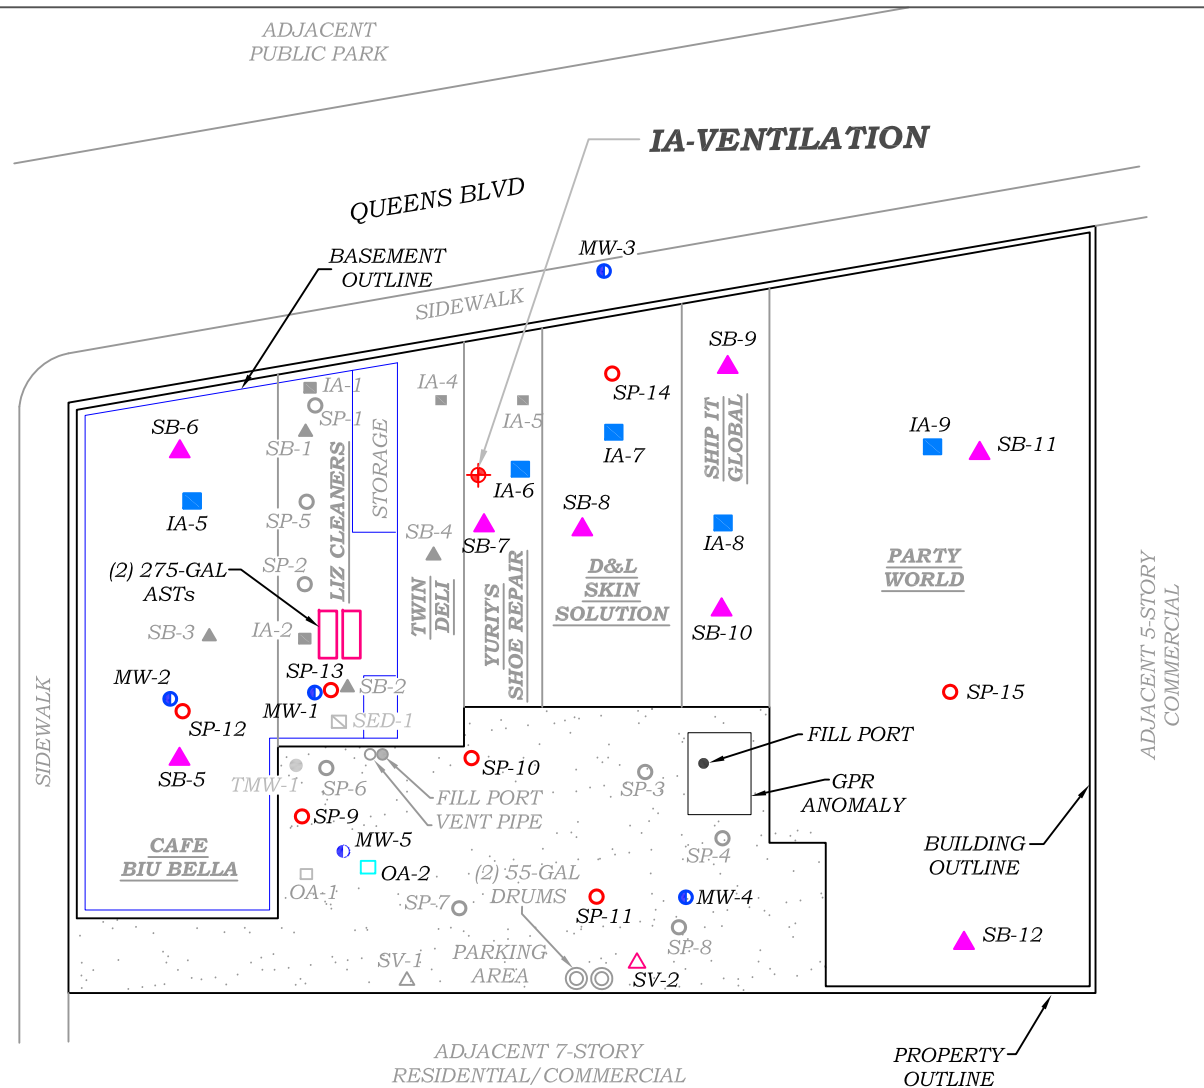 ADJACENT
PUBLIC PARK
IA-VENTILATION
QUEENS BLVD
BASEMENT
OUTLINE
MW-3
SIDEWALK
SB-9
IA-1
SP-1
SB-1
IA-4
IA-5
SP-14
SHIP IT
GLOBAL
SB-6
IA-7
IA-9
SB-11
LIZ CLEANERS
STORAGE
IA-5
SP-5
IA-6
SB-8
SB-4
SB-7
IA-8
(2) 275-GAL
ASTs
SP-2
TWIN
DELI
YURIY'S
SHOE REPAIR
D&L
SKIN
SOLUTION
PARTY
WORLD
SB-3
IA-2
SB-10
ADJACENT 5-STORY
COMMERCIAL
MW-2
SP-13
SB-2
SP-15
SP-12
MW-1
SED-1
SIDEWALK
SB-5
TMW-1
SP-6
SP-10
SP-3
FILL PORT
FILL PORT
VENT PIPE
GPR
ANOMALY
SP-9
MW-5
SP-4
CAFE
BIU BELLA
BUILDING
OUTLINE
OA-1
OA-2
(2) 55-GAL
DRUMS
SP-7
SP-11
MW-4
SP-8
SB-12
SV-1
PARKING
AREA
SV-2
ADJACENT 7-STORY
RESIDENTIAL/COMMERCIAL
PROPERTY
OUTLINE